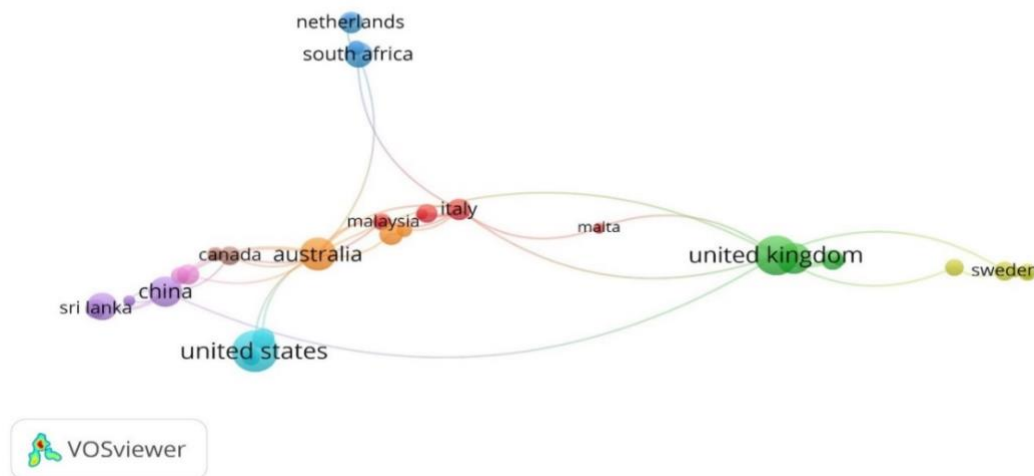 netherlands
south africa
malaysia
italy
malta
canada
australia
united kingdom
sweden
china
sri lanka
united states
VOSviewer